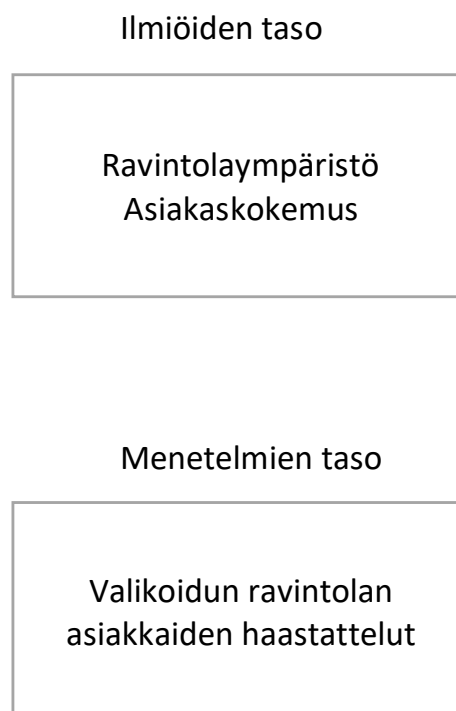 Ilmiöiden taso
Ravintolaympäristö
Asiakaskokemus
Menetelmien taso
Valikoidun ravintolan
asiakkaiden haastattelut